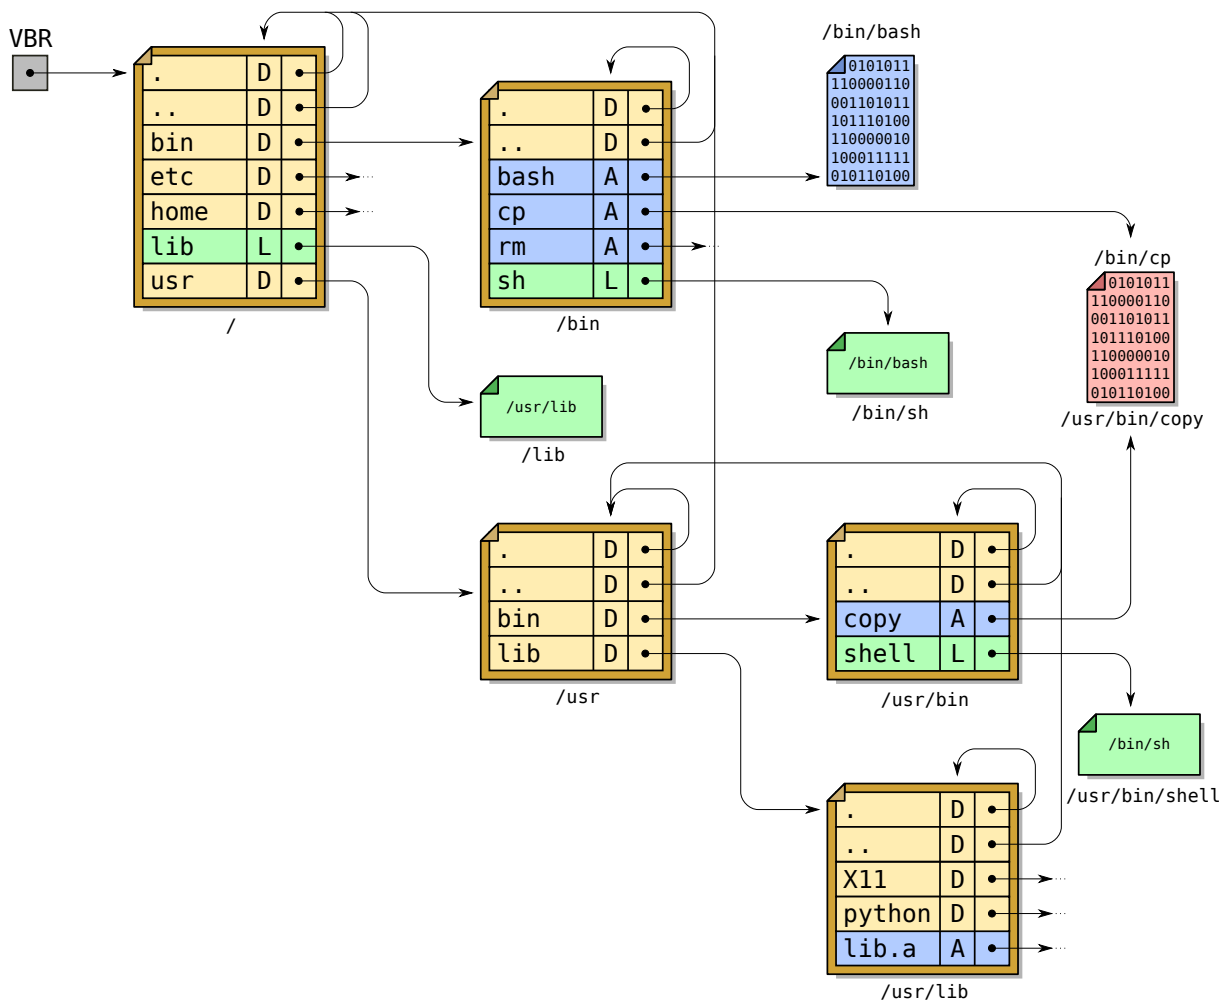 VBR
. D
.. D
bin D
etc D
home D
lib L
usr D
/
. D
.. D
bash A
cp A
rm A
sh L
/bin
/bin/bash
0101011
110000110
001101011
101110100
110000010
100011111
010110100
/bin/cp
0101011
110000110
001101011
101110100
110000010
100011111
010110100
/usr/bin/copy
/bin/bash
/bin/sh
/usr/lib
/lib
. D
.. D
bin D
lib D
/usr
. D
.. D
copy A
shell L
/usr/bin
/bin/sh
/usr/bin/shell
. D
.. D
X11 D
python D
lib.a A
/usr/lib